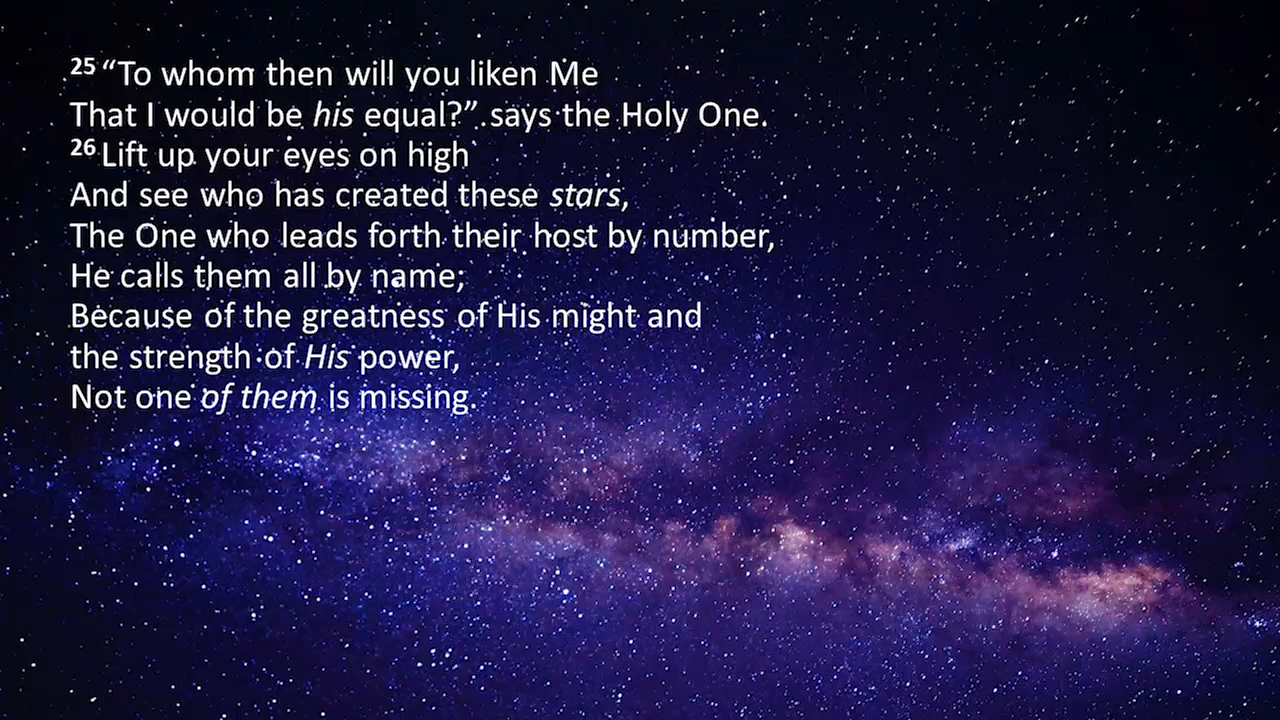 25 “To whom then will you liken Me
That I would be his equal?” says the Holy One.
26 Lift up your eyes on high
And see who has created these stars,
The One who leads forth their host by number,
He calls them all by name;
Because of the greatness of His might and
the strength of His power,
Not one of them is missing.